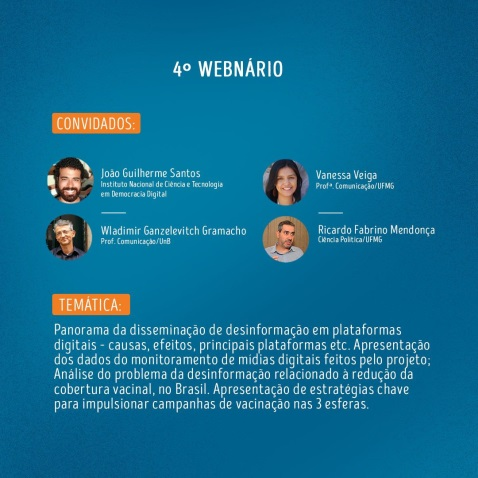 4º WEBNÁRIO
CONVIDADOS:
João Guilherme Santos
Instituto Nacional de Ciência e Tecnologia
em Democracia Digital
Vanessa Veiga
Profª. Comunicação/UFMG
Wladimir Ganzelevitch Gramacho
Prof. Comunicação/UnB
Ricardo Fabrino Mendonça
Ciência Política/UFMG
TEMÁTICA:
Panorama da disseminação de desinformação em plataformas
digitais - causas, efeitos, principais plataformas etc. Apresentação
dos dados do monitoramento de mídias digitais feitos pelo projeto;
Análise do problema da desinformação relacionado à redução da
cobertura vacinal, no Brasil. Apresentação de estratégias chave
para impulsionar campanhas de vacinação nas 3 esferas.